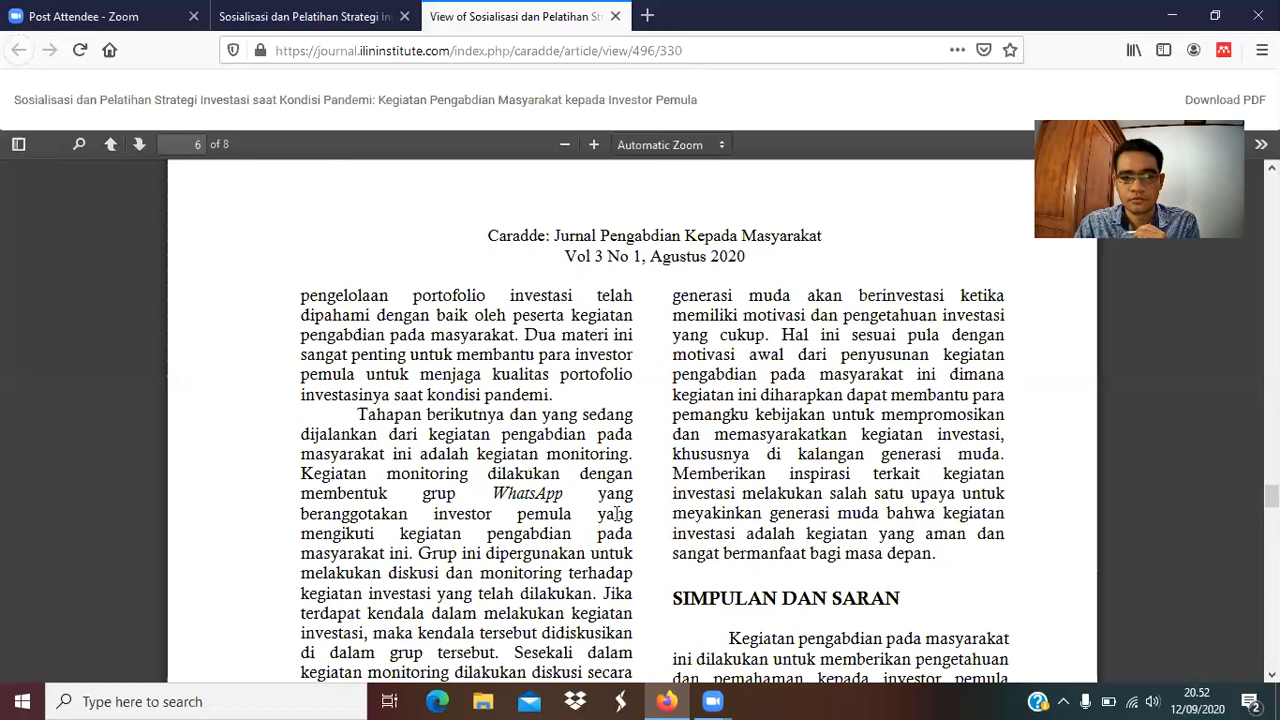 Post Attendee - Zoom
Sosialisasi dan Pelatihan Strategi In
View of Sosialisasi dan Pelatihan Str
https://journal.ilininstitute.com/index.php/caradde/article/view/496/330
Sosialisasi dan Pelatihan Strategi Investasi saat Kondisi Pandemi: Kegiatan Pengabdian Masyarakat kepada Investor Pemula
Download PDF
6 of 8
Automatic Zoom
Caradde: Jurnal Pengabdian Kepada Masyarakat
Vol 3 No 1, Agustus 2020
pengelolaan portofolio investasi telah
dipahami dengan baik oleh peserta kegiatan
pengabdian pada masyarakat. Dua materi ini
sangat penting untuk membantu para investor
pemula untuk menjaga kualitas portofolio
investasinya saat kondisi pandemi.
Tahapan berikutnya dan yang sedang
dijalankan dari kegiatan pengabdian pada
masyarakat ini adalah kegiatan monitoring.
Kegiatan monitoring dilakukan dengan
membentuk grup WhatsApp yang
beranggotakan investor pemula yang
mengikuti kegiatan pengabdian pada
masyarakat ini. Grup ini dipergunakan untuk
melakukan diskusi dan monitoring terhadap
kegiatan investasi yang telah dilakukan. Jika
terdapat kendala dalam melakukan kegiatan
investasi, maka kendala tersebut didiskusikan
di dalam grup tersebut. Sesekali dalam
kegiatan monitoring dilakukan diskusi secara
generasi muda akan berinvestasi ketika
memiliki motivasi dan pengetahuan investasi
yang cukup. Hal ini sesuai pula dengan
motivasi awal dari penyusunan kegiatan
pengabdian pada masyarakat ini dimana
kegiatan ini diharapkan dapat membantu para
pemangku kebijakan untuk mempromosikan
dan memasyarakatkan kegiatan investasi,
khususnya di kalangan generasi muda.
Memberikan inspirasi terkait kegiatan
investasi melakukan salah satu upaya untuk
meyakinkan generasi muda bahwa kegiatan
investasi adalah kegiatan yang aman dan
sangat bermanfaat bagi masa depan.
SIMPULAN DAN SARAN
Kegiatan pengabdian pada masyarakat
ini dilakukan untuk memberikan pengetahuan
dan pemahaman kepada investor pemula
Type here to search
20.52
12/09/2020
2